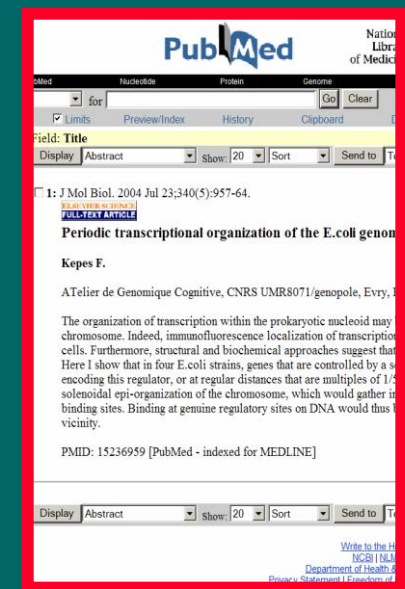 PubMed
Nation
Libra
of Medici
bMed Nucleotide Protein Genome
for Go Clear
Limits Preview/Index History Clipboard D
Field: Title
Display Abstract Show: 20 Sort Send to Te
1: J Mol Biol. 2004 Jul 23;340(5):957-64.
ELSEVIER SCIENCE
FULL-TEXT ARTICLE
Periodic transcriptional organization of the E.coli genom
Kepes F.
ATelier de Genomique Cognitive, CNRS UMR8071/genopole, Evry,
The organization of transcription within the prokaryotic nucleoid may
chromosome. Indeed, immunofluorescence localization of transcription
cells. Furthermore, structural and biochemical approaches suggest that
Here I show that in four E.coli strains, genes that are controlled by a s
encoding this regulator, or at regular distances that are multiples of 1/5
solenoidal epi-organization of the chromosome, which would gather i
binding sites. Binding at genuine regulatory sites on DNA would thus
vicinity.
PMID: 15236959 [PubMed - indexed for MEDLINE]
Display Abstract Show: 20 Sort Send to Te
Write to the H
NCBI | NLM
Department of Health &
Privacy Statement | Freedom of